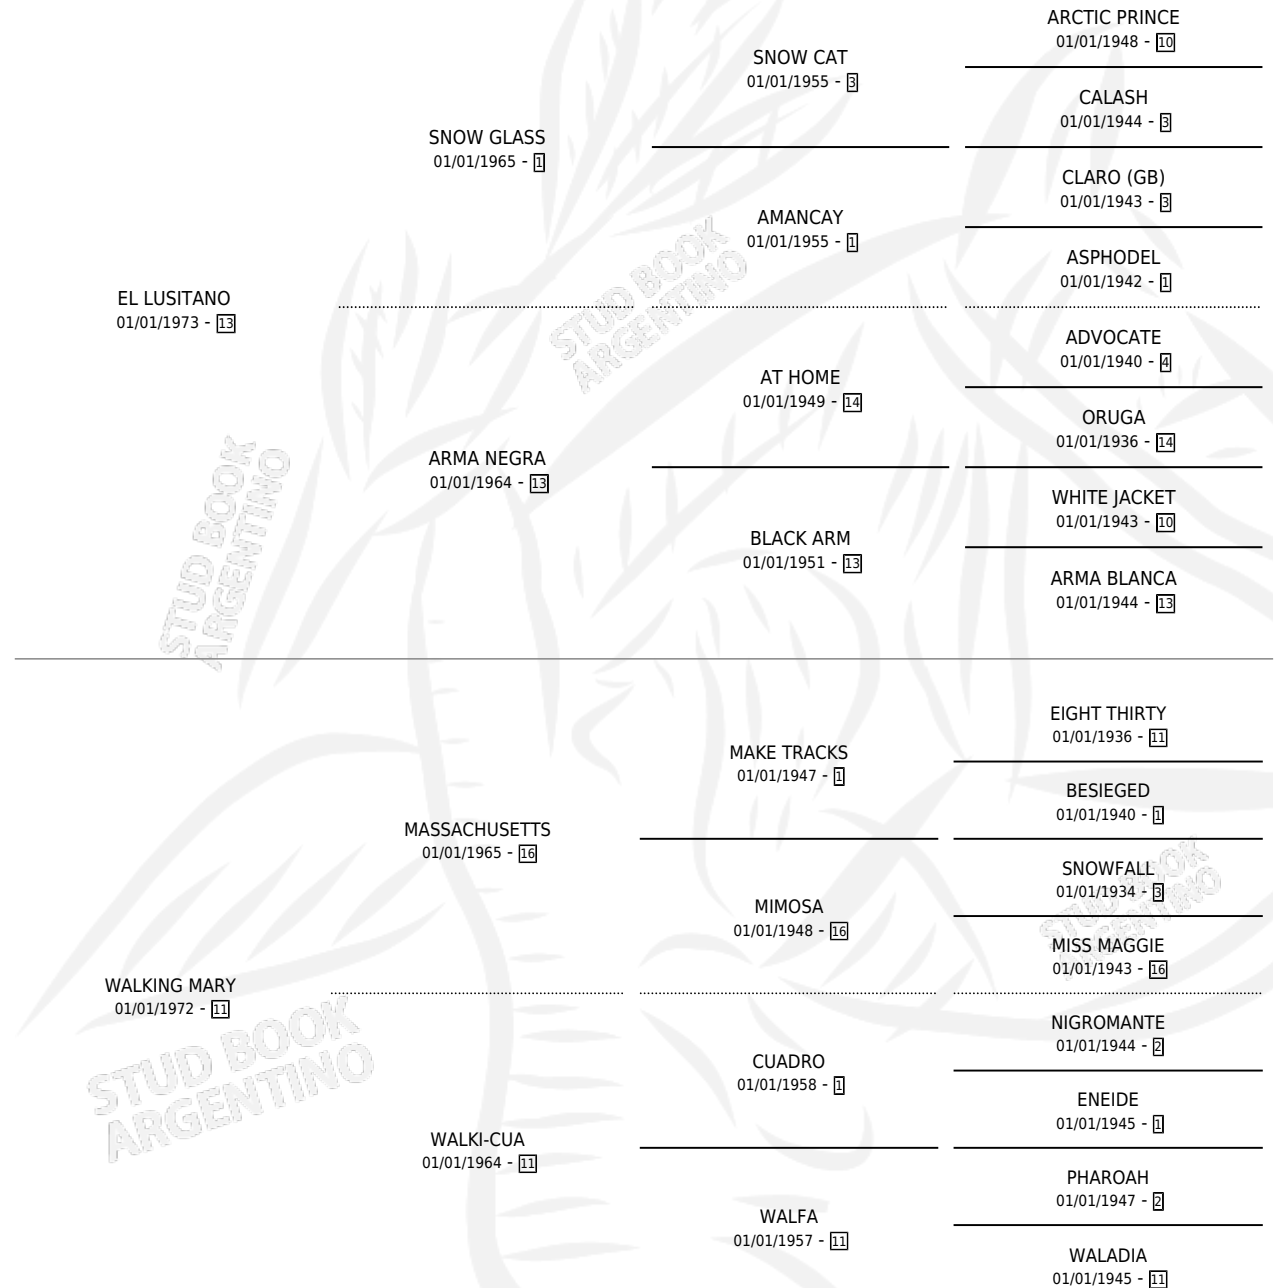 ARCTIC PRINCE
01/01/1948 - 10
SNOW CAT
01/01/1955 - 3
CALASH
01/01/1944 - 3
SNOW GLASS
01/01/1965 - 1
CLARO (GB)
01/01/1943 - 3
AMANCAY
01/01/1955 - 1
ASPHODEL
01/01/1942 - 1
EL LUSITANO
01/01/1973 - 13
ADVOCATE
01/01/1940 - 4
AT HOME
01/01/1949 - 14
ORUGA
01/01/1936 - 14
ARMA NEGRA
01/01/1964 - 13
WHITE JACKET
01/01/1943 - 10
BLACK ARM
01/01/1951 - 13
ARMA BLANCA
01/01/1944 - 13
EIGHT THIRTY
01/01/1936 - 11
MAKE TRACKS
01/01/1947 - 1
BESIEGED
01/01/1940 - 1
MASSACHUSETTS
01/01/1965 - 16
SNOWFALL
01/01/1934 - 3
MIMOSA
01/01/1948 - 16
MISS MAGGIE
01/01/1943 - 16
WALKING MARY
01/01/1972 - 11
NIGROMANTE
01/01/1944 - 2
CUADRO
01/01/1958 - 1
ENEIDE
01/01/1945 - 1
WALKI-CUA
01/01/1964 - 11
PHAROAH
01/01/1947 - 2
WALFA
01/01/1957 - 11
WALADIA
01/01/1945 - 11
STUD BOOK
ARGENTINO
STUD BOOK
ARGENTINO
STUD BOOK
ARGENTINO
STUD BOOK
ARGENTINO